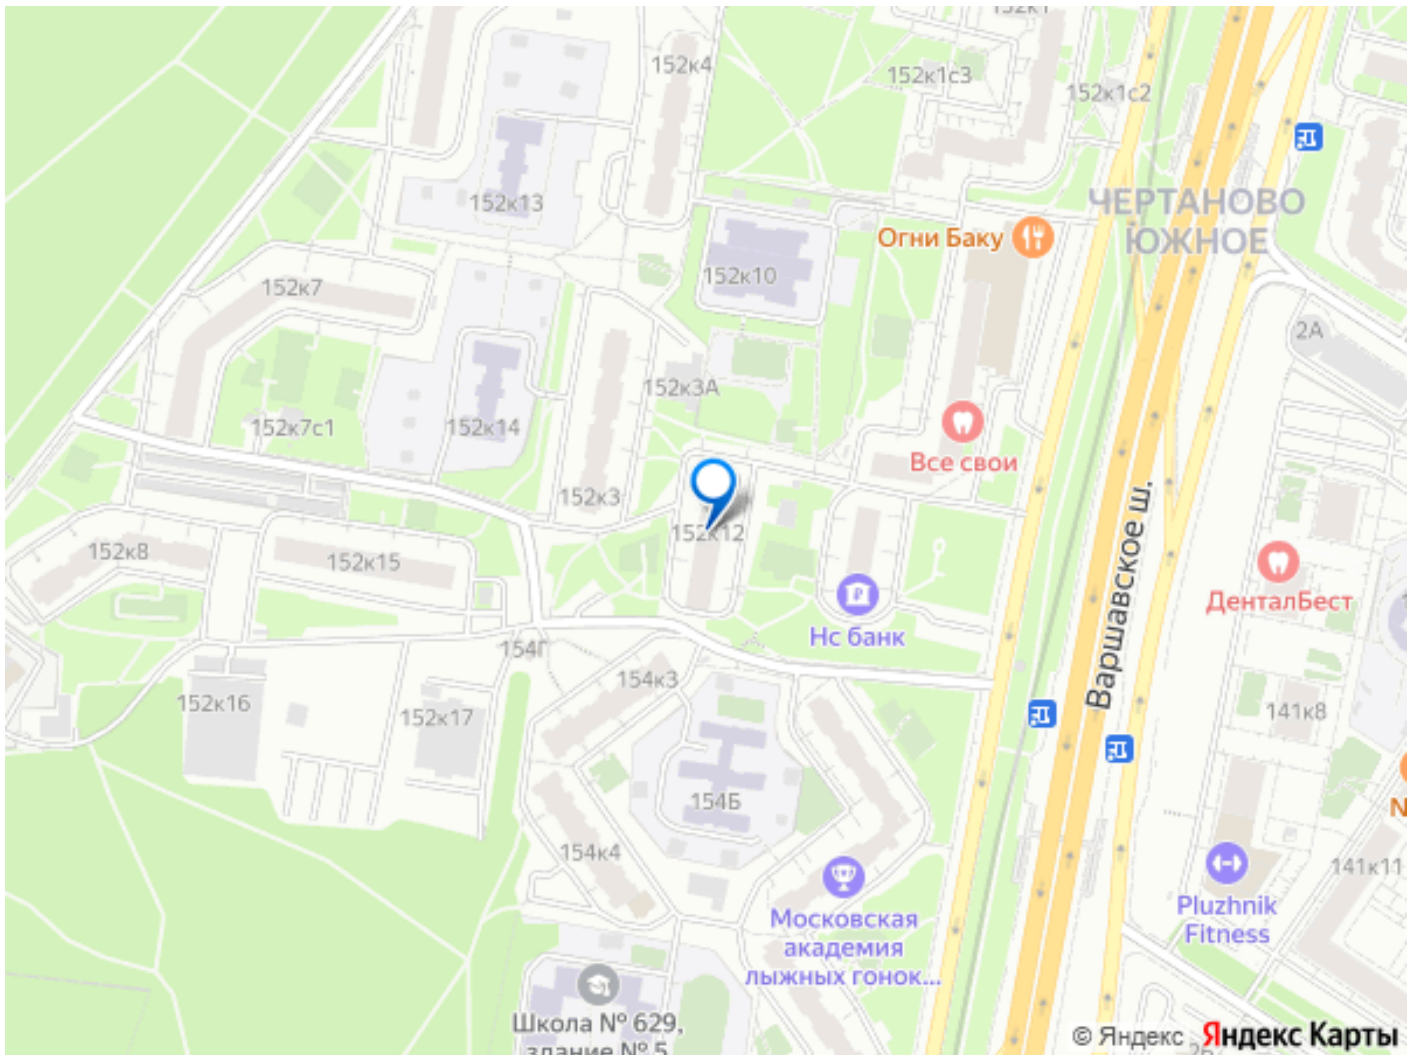 152к1
152к4
152к1с3
152к1с2
152к13
ЧЕРТАНОВО
ЮЖНОЕ
Огни Баку
152к10
152к7
2А
152к3А
152к7с1
152к14
Все свои
152к3
152к12
152к8
152к15
Варшавское ш.
ДенталБест
Нс банк
154Г
154к3
152к16
152к17
141к8
154Б
N
154к4
141к11
Pluzhnik
Fitness
Московская
академия
лыжных гонок...
Школа № 629,
здание № 5
© Яндекс Яндекс Карты